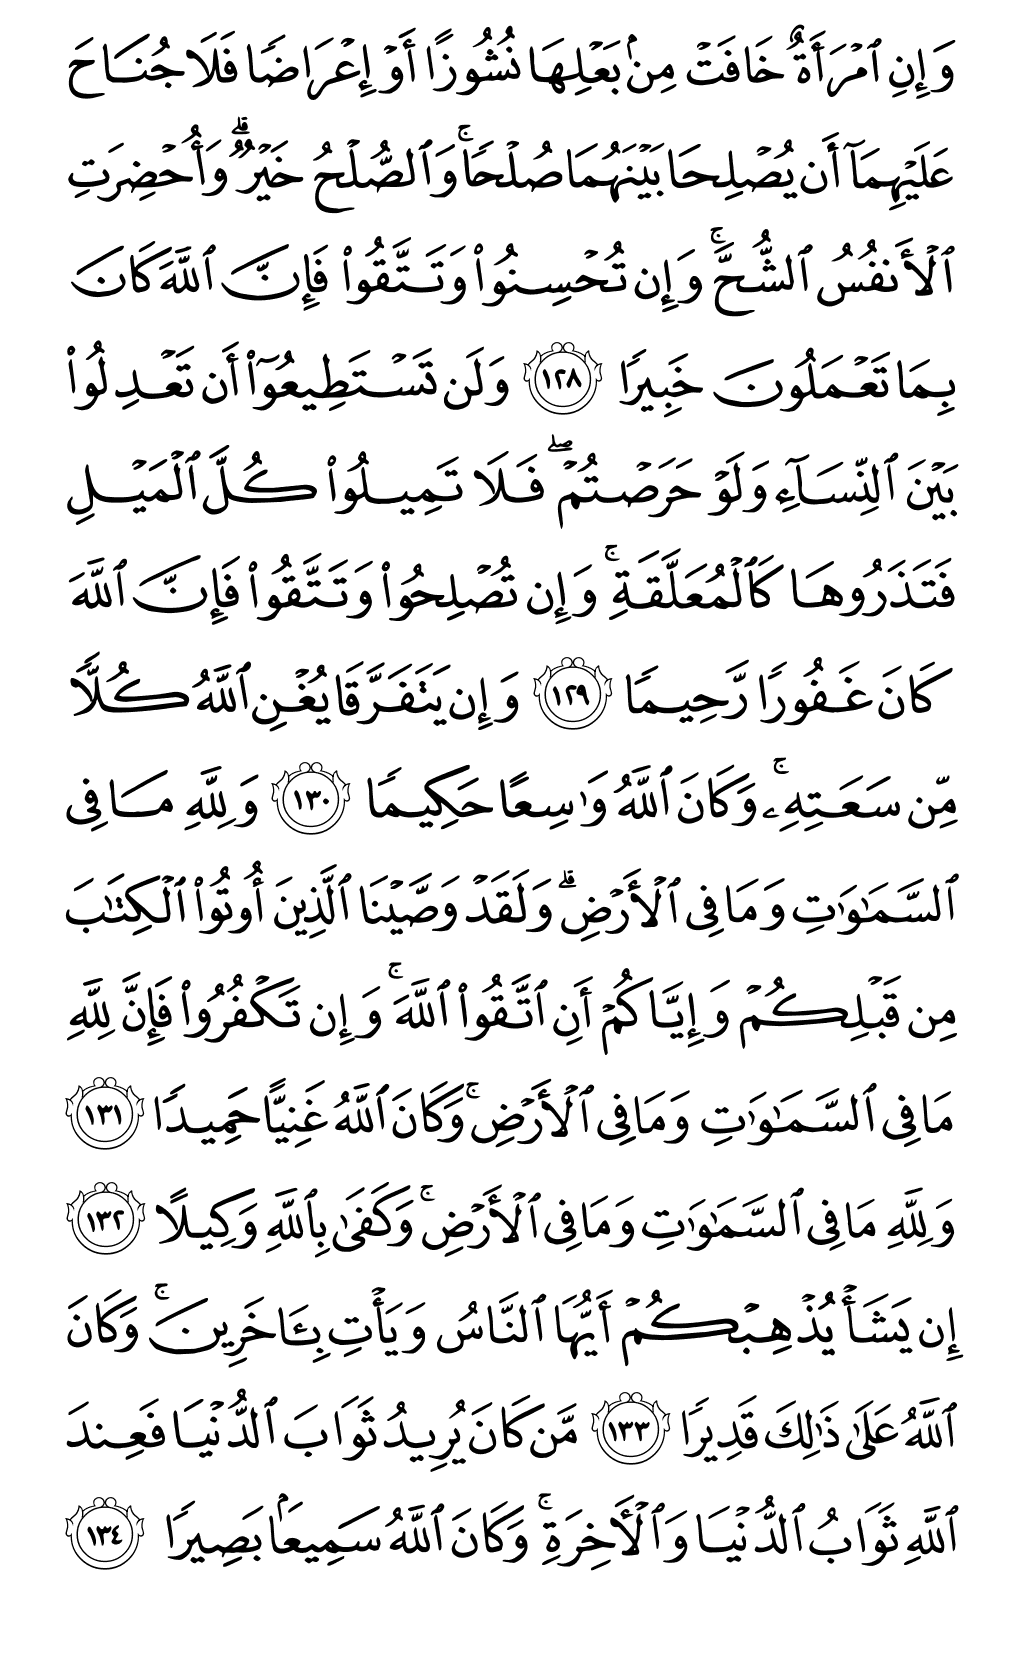 وَإِنِ ٱمۡرَأَةٌ خَافَتۡ مِنۢ بَعۡلِهَا نُشُوزًا أَوۡ إِعۡرَاضٗا فَلَا جُنَاحَ
عَلَيۡهِمَآ أَن يُصۡلِحَا بَيۡنَهُمَا صُلۡحٗاۚ وَٱلصُّلۡحُ خَيۡرٞۗ وَأُحۡضِرَتِ
ٱلۡأَنفُسُ ٱلشُّحَّۚ وَإِن تُحۡسِنُواْ وَتَتَّقُواْ فَإِنَّ ٱللَّهَ كَانَ
بِمَا تَعۡمَلُونَ خَبِيرٗا ١٢٨ وَلَن تَسۡتَطِيعُوٓاْ أَن تَعۡدِلُواْ
بَيۡنَ ٱلنِّسَآءِ وَلَوۡ حَرَصۡتُمۡۖ فَلَا تَمِيلُواْ كُلَّ ٱلۡمَيۡلِ
فَتَذَرُوهَا كَٱلۡمُعَلَّقَةِۚ وَإِن تُصۡلِحُواْ وَتَتَّقُواْ فَإِنَّ ٱللَّهَ
كَانَ غَفُورٗا رَّحِيمٗا ١٢٩ وَإِن يَتَفَرَّقَا يُغۡنِ ٱللَّهُ كُلّٗا
مِّن سَعَتِهِۦۚ وَكَانَ ٱللَّهُ وَٰسِعًا حَكِيمٗا ١٣٠ وَلِلَّهِ مَا فِي
ٱلسَّمَٰوَٰتِ وَمَا فِي ٱلۡأَرۡضِۗ وَلَقَدۡ وَصَّيۡنَا ٱلَّذِينَ أُوتُواْ ٱلۡكِتَٰبَ
مِن قَبۡلِكُمۡ وَإِيَّاكُمۡ أَنِ ٱتَّقُواْ ٱللَّهَۚ وَإِن تَكۡفُرُواْ فَإِنَّ لِلَّهِ
مَا فِي ٱلسَّمَٰوَٰتِ وَمَا فِي ٱلۡأَرۡضِۚ وَكَانَ ٱللَّهُ غَنِيًّا حَمِيدٗا ١٣١
وَلِلَّهِ مَا فِي ٱلسَّمَٰوَٰتِ وَمَا فِي ٱلۡأَرۡضِۚ وَكَفَىٰ بِٱللَّهِ وَكِيلًا ١٣٢
إِن يَشَأۡ يُذۡهِبۡكُمۡ أَيُّهَا ٱلنَّاسُ وَيَأۡتِ بِـَٔاخَرِينَۚ وَكَانَ
ٱللَّهُ عَلَىٰ ذَٰلِكَ قَدِيرٗا ١٣٣ مَّن كَانَ يُرِيدُ ثَوَابَ ٱلدُّنۡيَا فَعِندَ
ٱللَّهِ ثَوَابُ ٱلدُّنۡيَا وَٱلۡأٓخِرَةِۚ وَكَانَ ٱللَّهُ سَمِيعَۢا بَصِيرٗا ١٣٤